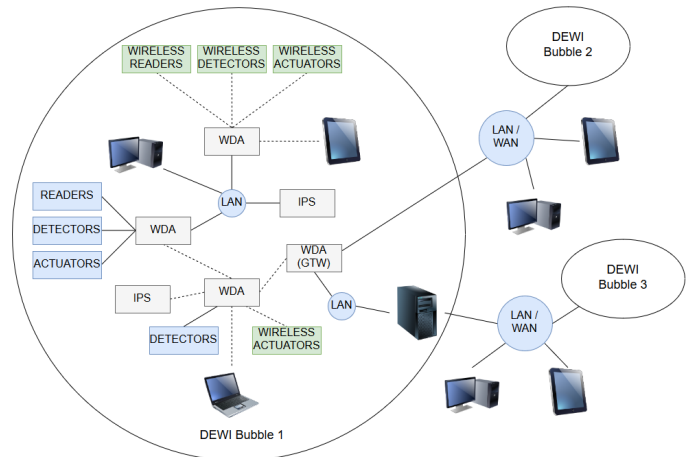 WIRELESS
READERS
WIRELESS
DETECTORS
WIRELESS
ACTUATORS
DEWI
Bubble 2
WDA
LAN /
WAN
READERS
LAN
IPS
DETECTORS
WDA
ACTUATORS
WDA
(GTW)
DEWI
Bubble 3
IPS
WDA
LAN
LAN /
WAN
DETECTORS
WIRELESS
ACTUATORS
DEWI Bubble 1